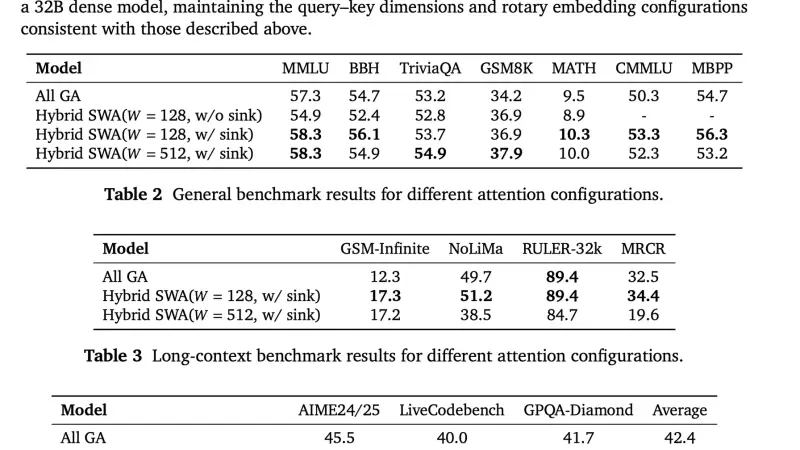 a 32B dense model, maintaining the query–key dimensions and rotary embedding configurations
consistent with those described above.
Model MMLU BBH TriviaQA GSM8K MATH CMMLU MBPP
All GA 57.3 54.7 53.2 34.2 9.5 50.3 54.7
Hybrid SWA(W = 128, w/o sink) 54.9 52.4 52.8 36.9 8.9 - -
Hybrid SWA(W = 128, w/ sink) 58.3 56.1 53.7 36.9 10.3 53.3 56.3
Hybrid SWA(W = 512, w/ sink) 58.3 54.9 54.9 37.9 10.0 52.3 53.2
Table 2 General benchmark results for different attention configurations.
Model GSM-Infinite NoLiMa RULER-32k MRCR
All GA 12.3 49.7 89.4 32.5
Hybrid SWA(W = 128, w/ sink) 17.3 51.2 89.4 34.4
Hybrid SWA(W = 512, w/ sink) 17.2 38.5 84.7 19.6
Table 3 Long-context benchmark results for different attention configurations.
Model AIME24/25 LiveCodebench GPQA-Diamond Average
All GA 45.5 40.0 41.7 42.4